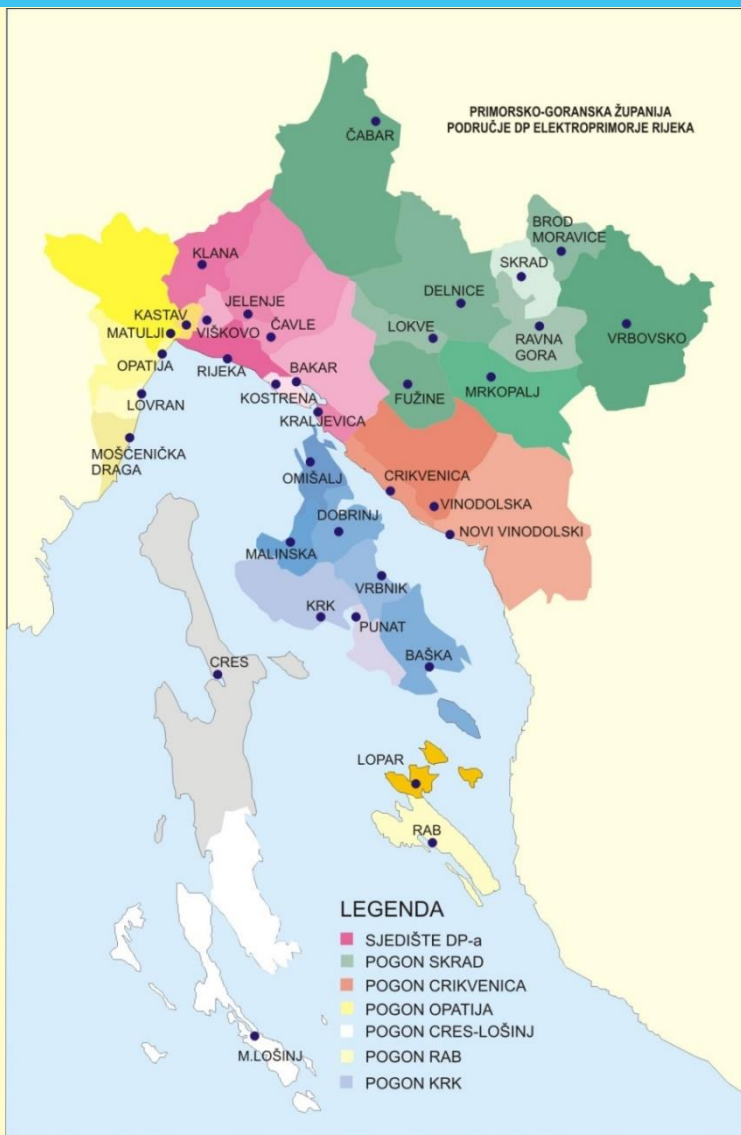 PRIMORSKO-GORANSKA ŽUPANIJA
PODRUČJE DP ELEKTROPRIMORJE RIJEKA
ČABAR
BROD
MORAVICE
KLANA
SKRAD
JELENJE
DELNICE
KASTAV
MATULJI
VIŠKOVO
ČAVLE
LOKVE
RAVNA
GORA
VRBOVSKO
OPATIJA
RIJEKA
BAKAR
KOSTRENA
FUŽINE
MRKOPALJ
LOVRAN
KRALJEVICA
MOŠĆENIČKA
DRAGA
OMIŠALJ
CRIKVENICA
VINODOLSKA
DOBRINJ
NOVI VINODOLSKI
MALINSKA
VRBNIK
KRK
PUNAT
BAŠKA
CRES
LOPAR
RAB
LEGENDA
SJEDIŠTE DP-a
POGON SKRAD
POGON CRIKVENICA
POGON OPATIJA
POGON CRES-LOŠINJ
POGON RAB
POGON KRK
M.LOŠINJ